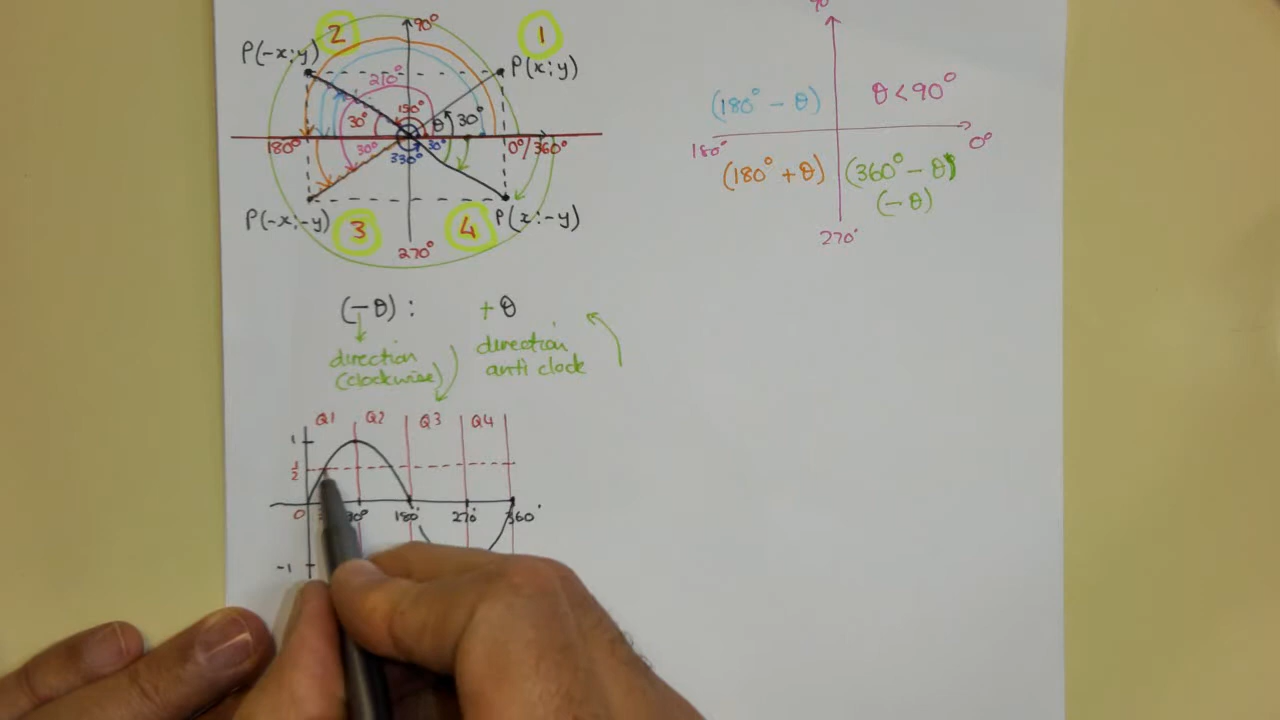 2 90° 1
P(-x;y) P(x;y)
210°
30° 150° θ 30°
180° 30° 330° 30° 0°/360°
P(-x;-y) 3 4 P(x;-y)
270°
90°
(180° - θ) θ < 90°
180° 0°
(180° + θ) (360° - θ)
(-θ)
270°
(-θ): +θ
direction direction
(clockwise) anti clock
Q1 Q2 Q3 Q4
1
1/2
0 90° 180° 270° 360°
-1